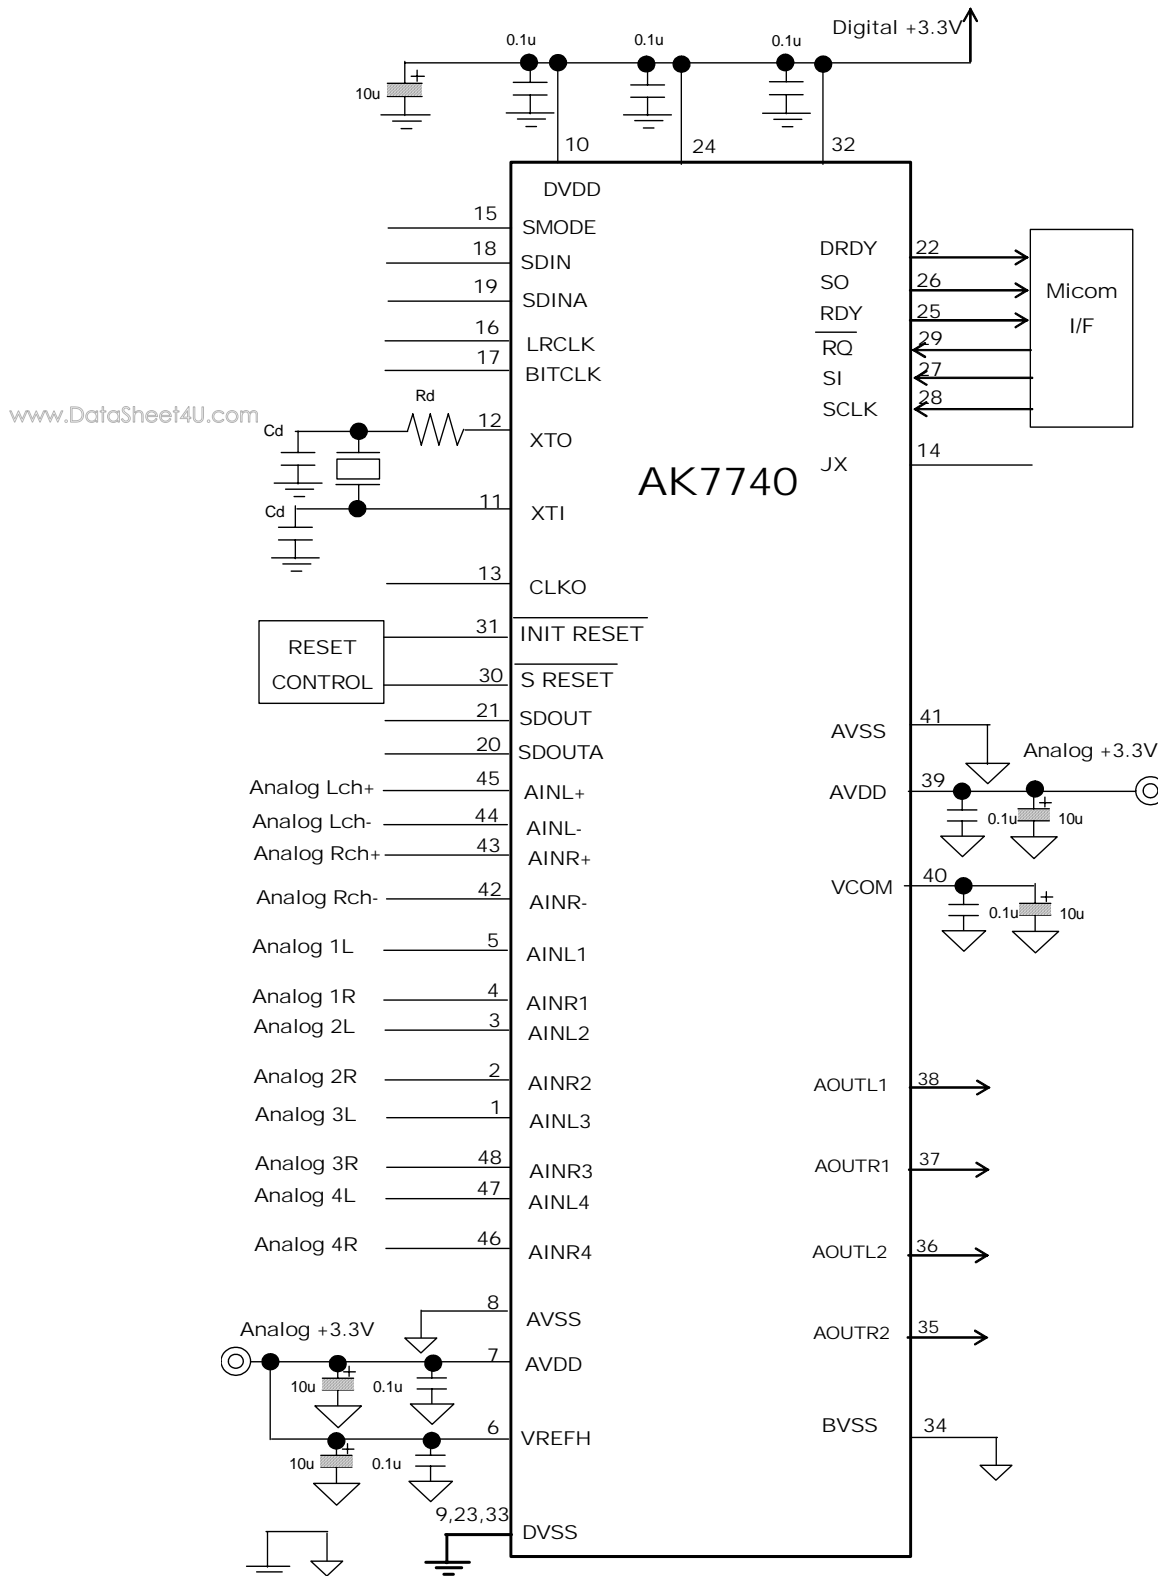 Digital +3.3V
0.1u
0.1u
0.1u
+
10u
10
24
32
DVDD
15
SMODE
18
SDIN
19
SDINA
16
LRCLK
17
BITCLK
www.DataSheet4U.com
Rd
Cd
12
XTO
Cd
11
XTI
13
CLKO
RESET
CONTROL
31
INIT RESET
30
S RESET
21
SDOUT
20
SDOUTA
Analog Lch+
45
AINL+
Analog Lch-
44
AINL-
Analog Rch+
43
AINR+
Analog Rch-
42
AINR-
Analog 1L
5
AINL1
Analog 1R
4
AINR1
Analog 2L
3
AINL2
Analog 2R
2
AINR2
Analog 3L
1
AINL3
Analog 3R
48
AINR3
Analog 4L
47
AINL4
Analog 4R
46
AINR4
8
AVSS
Analog +3.3V
7
AVDD
10u
+
0.1u
6
VREFH
10u
+
0.1u
9,23,33
DVSS
AK7740
DRDY
22
SO
26
RDY
25
RQ
29
SI
27
SCLK
28
Micom
I/F
JX
14
AVSS
41
Analog +3.3V
AVDD
39
0.1u
+
10u
VCOM
40
0.1u
+
10u
AOUTL1
38
AOUTR1
37
AOUTL2
36
AOUTR2
35
BVSS
34